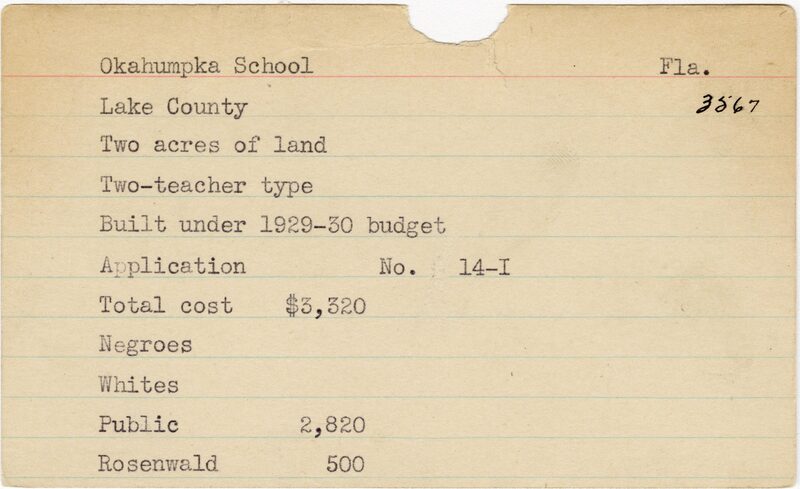 Okahumpka School Fla.
Lake County 3567
Two acres of land
Two-teacher type
Built under 1929-30 budget
Application No. 14-I
Total cost $3,320
Negroes
Whites
Public 2,820
Rosenwald 500